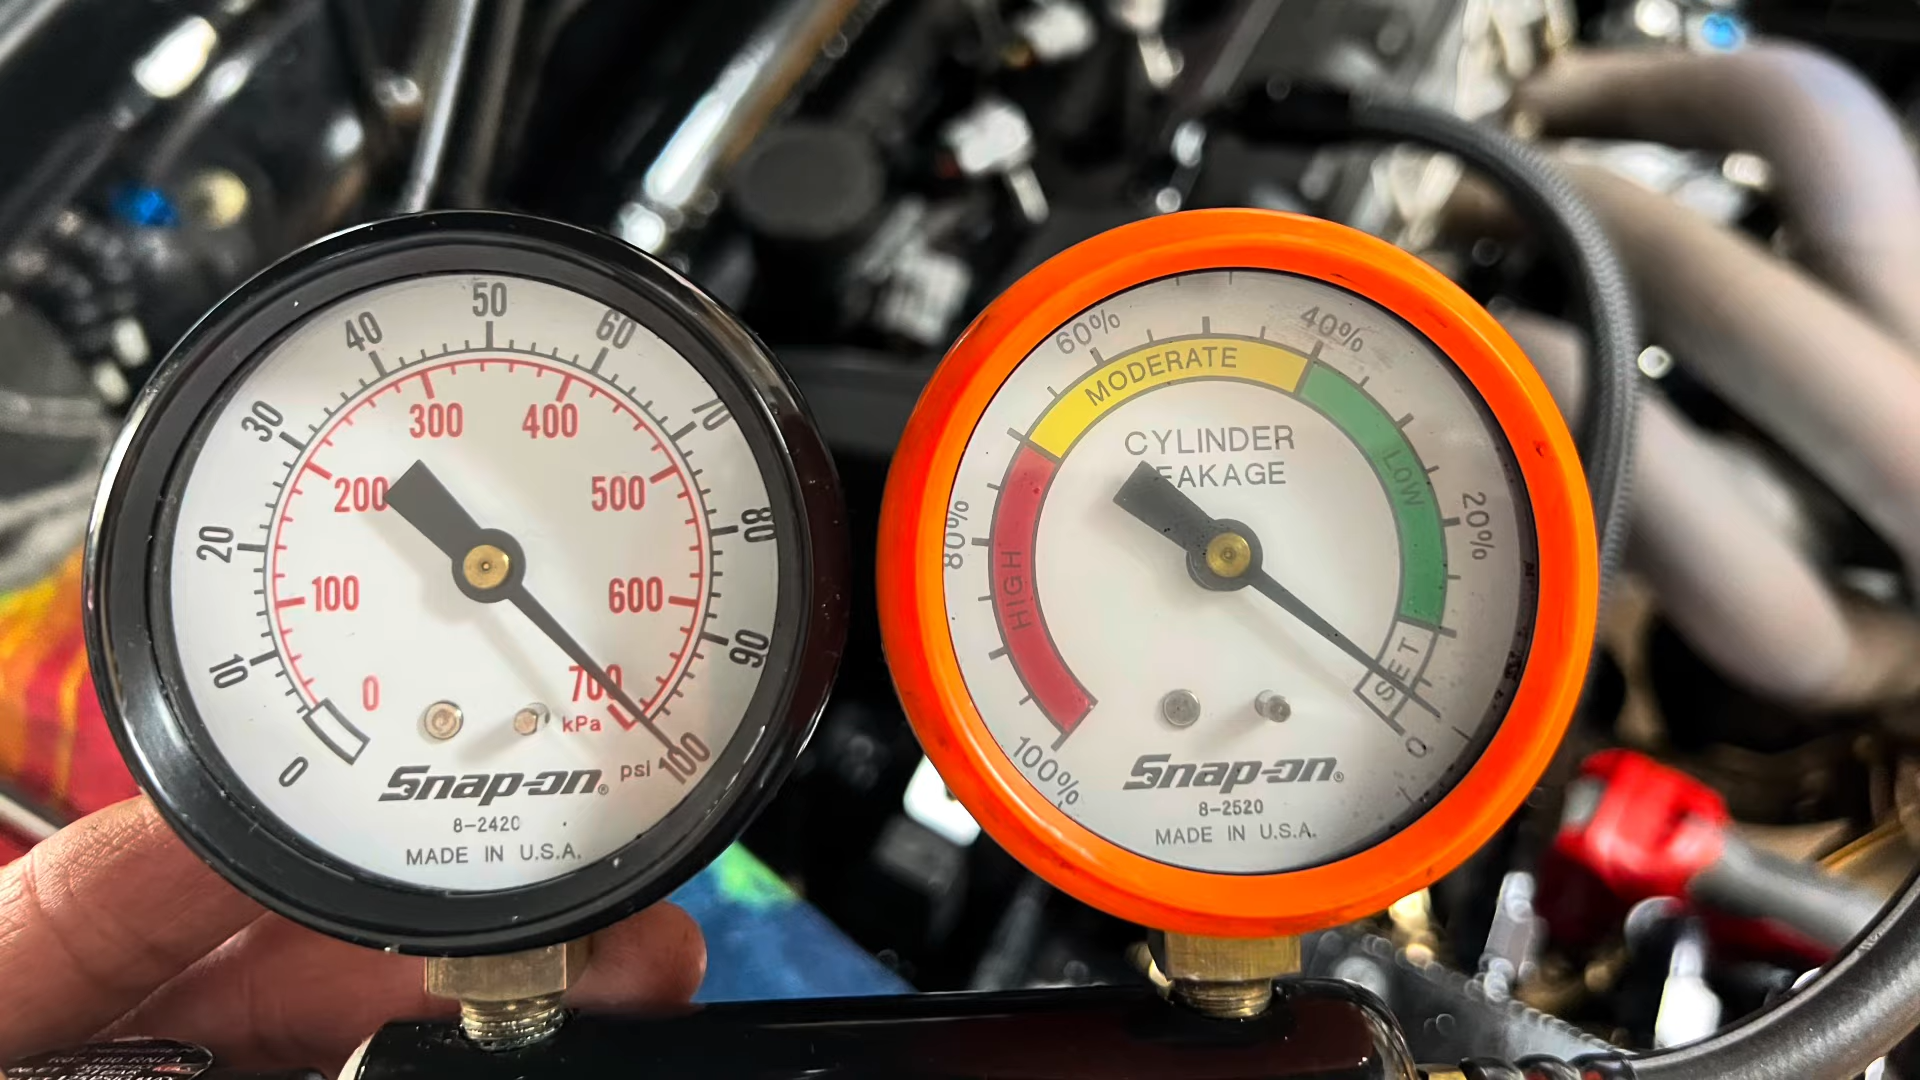 50
40
60
30
70
20
80
10
90
0
100
psi
300
400
200
500
100
600
0
700
kPa
Snap-on®
8-2420
MADE IN U.S.A.
60%
40%
80%
20%
100%
0
MODERATE
LOW
HIGH
SET
CYLINDER
EAKAGE
Snap-on®
8-2520
MADE IN U.S.A.